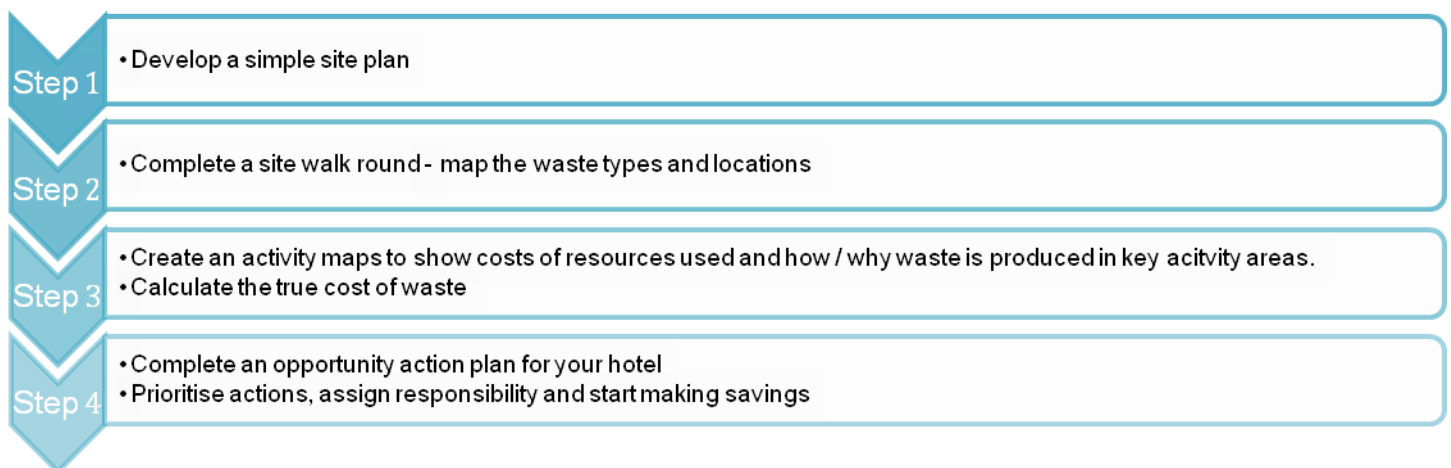 Step 1
• Develop a simple site plan
Step 2
• Complete a site walk round - map the waste types and locations
Step 3
• Create an activity maps to show costs of resources used and how / why waste is produced in key acitvity areas.
• Calculate the true cost of waste
Step 4
• Complete an opportunity action plan for your hotel
• Prioritise actions, assign responsibility and start making savings